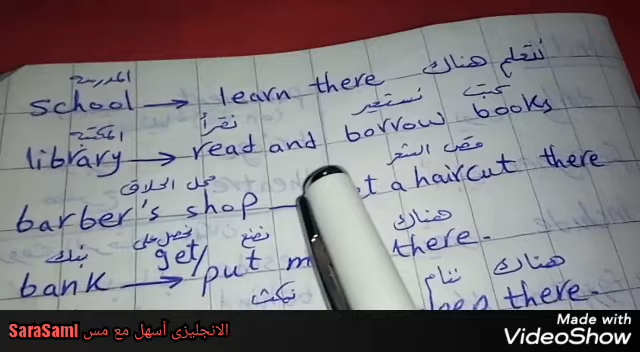 المدرسة
school → learn there نتعلم هناك
المكتبة نقرأ نستعير كتب
library → read and borrow books
محل الحلاق قص الشعر
barber's shop a haircut there
بنك نحصل على نضع هناك
bank → get/put there.
ننام هناك
there.
الانجليزى أسهل مع مس SaraSaml
Made with
VideoShow